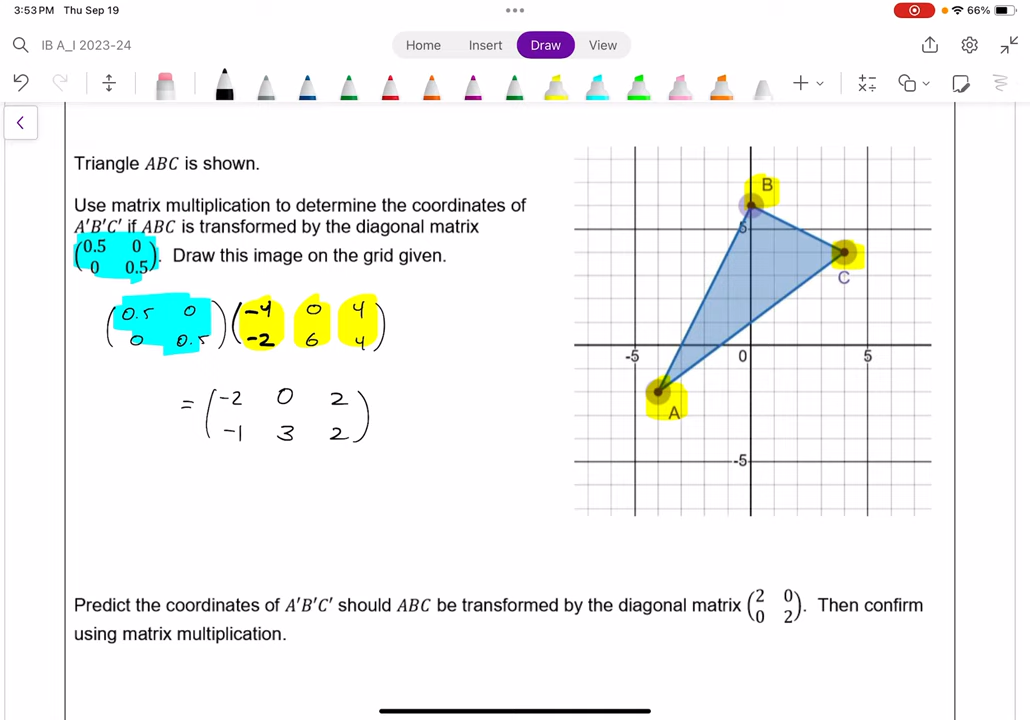 3:53 PM Thu Sep 19
66%
IB A_I 2023-24
Home Insert Draw View
Triangle ABC is shown.
Use matrix multiplication to determine the coordinates of
A'B'C' if ABC is transformed by the diagonal matrix
(0.5 0
0 0.5). Draw this image on the grid given.
(0.5 0
0 0.5)
(-4 0 4
-2 6 4)
= (-2 0 2
-1 3 2)
B
5
C
-5 0 5
A
-5
Predict the coordinates of A'B'C' should ABC be transformed by the diagonal matrix (2 0
0 2). Then confirm
using matrix multiplication.